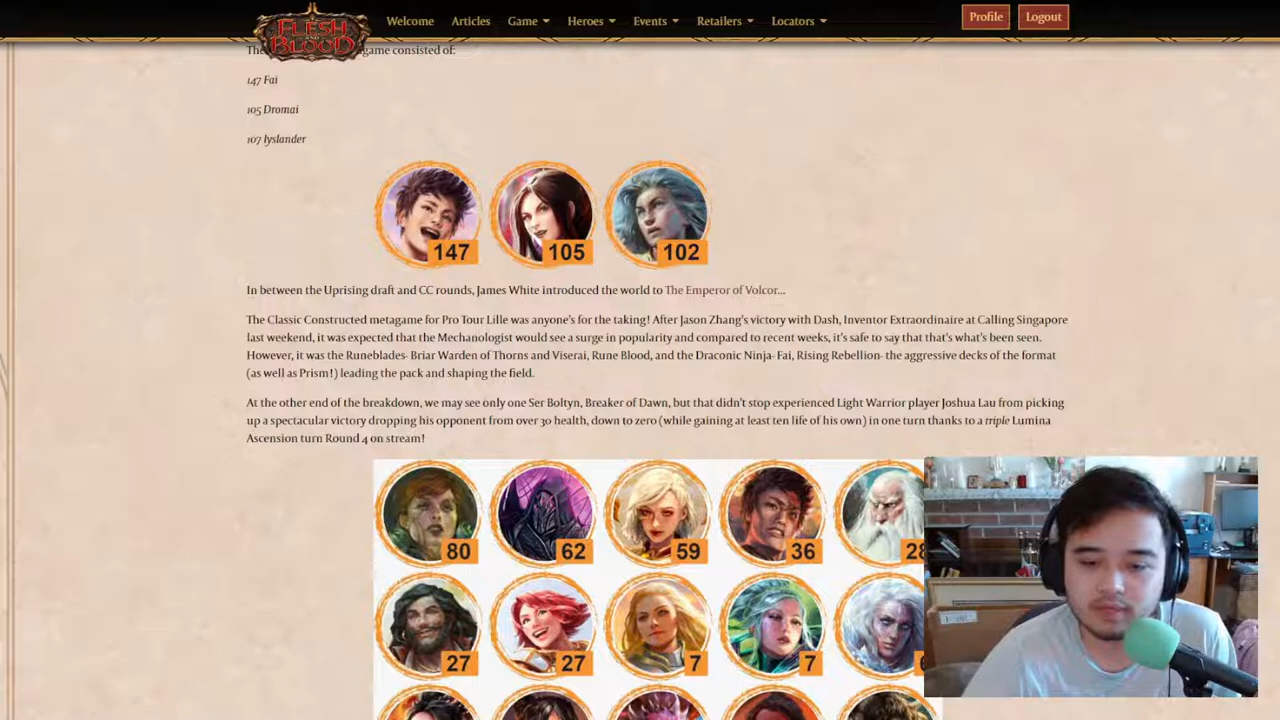 Welcome Articles Game Heroes Events Retailers Locators Profile Logout
FLESH
AND
BLOOD
The game consisted of:
147 Fai
105 Dromai
107 Iyslander
147 105 102
In between the Uprising draft and CC rounds, James White introduced the world to The Emperor of Volcor...
The Classic Constructed metagame for Pro Tour Lille was anyone's for the taking! After Jason Zhang's victory with Dash, Inventor Extraordinaire at Calling Singapore
last weekend, it was expected that the Mechanologist would see a surge in popularity and compared to recent weeks, it's safe to say that that's what's been seen.
However, it was the Runeblades- Briar Warden of Thorns and Viserai, Rune Blood, and the Draconic Ninja- Fai, Rising Rebellion- the aggressive decks of the format
(as well as Prism!) leading the pack and shaping the field.
At the other end of the breakdown, we may see only one Ser Boltyn, Breaker of Dawn, but that didn't stop experienced Light Warrior player Joshua Lau from picking
up a spectacular victory dropping his opponent from over 30 health, down to zero (while gaining at least ten life of his own) in one turn thanks to a triple Lumina
Ascension turn Round 4 on stream!
80 62 59 36 28
27 27 7 7